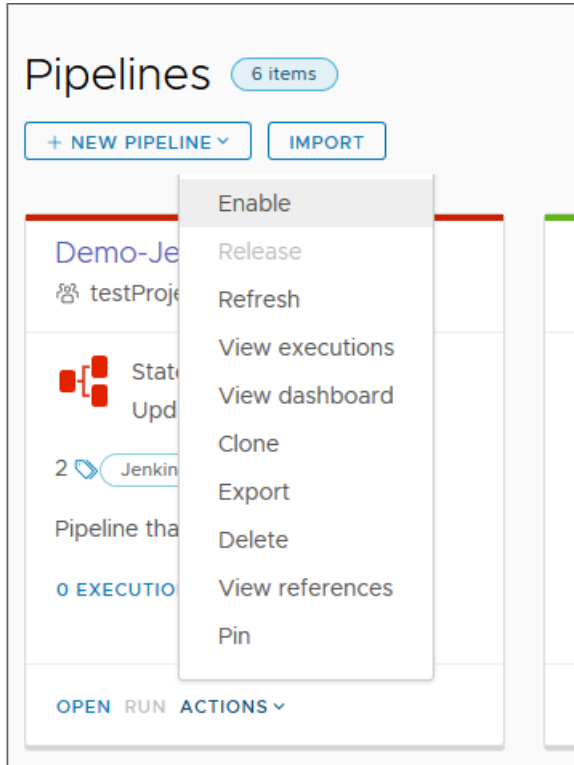 Pipelines 6 items
+ NEW PIPELINE IMPORT
Enable
Demo-Je
Release
testProje
Refresh
View executions
State
View dashboard
Upd
Clone
2 Jenkin
Export
Pipeline tha
Delete
0 EXECUTIO
View references
Pin
OPEN RUN ACTIONS